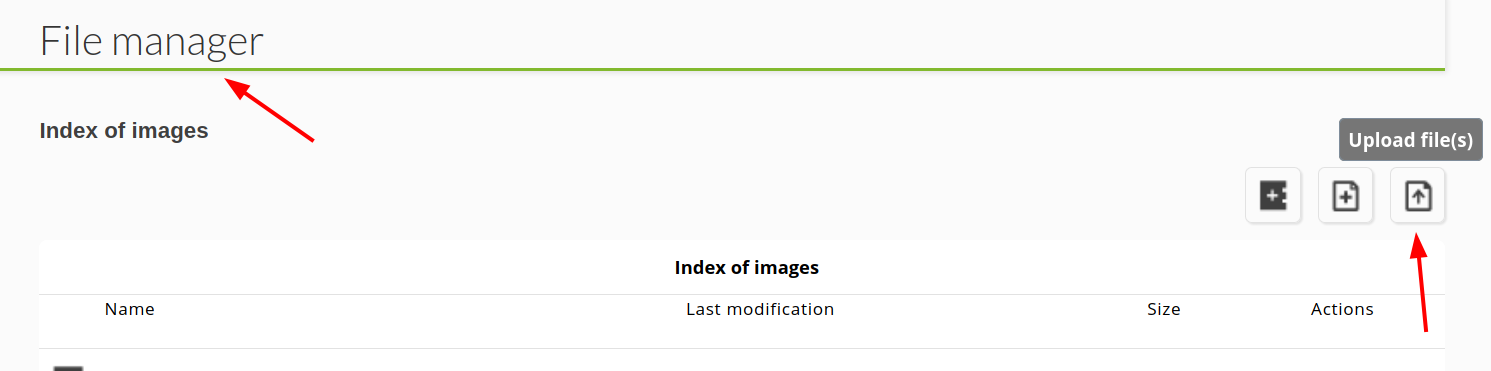 File manager
Index of images
Upload file(s)
Index of images
Name Last modification Size Actions